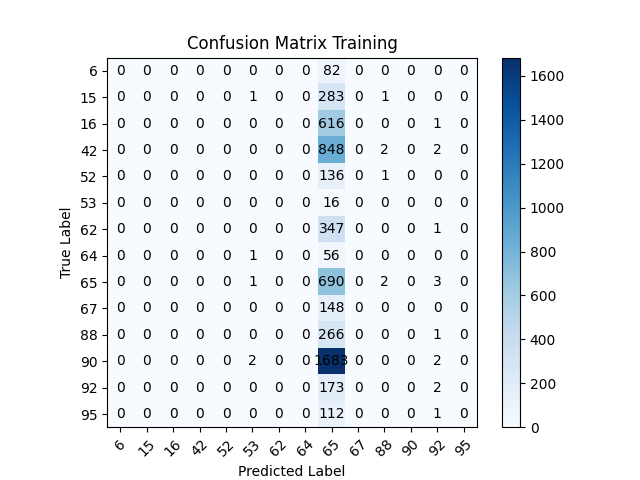 Confusion Matrix Training
6 0 0 0 0 0 0 0 0 82 0 0 0 0 0
15 0 0 0 0 0 1 0 0 283 0 1 0 0 0
16 0 0 0 0 0 0 0 0 616 0 0 0 1 0
42 0 0 0 0 0 0 0 0 848 0 2 0 2 0
52 0 0 0 0 0 0 0 0 136 0 1 0 0 0
53 0 0 0 0 0 0 0 0 16 0 0 0 0 0
62 0 0 0 0 0 0 0 0 347 0 0 0 1 0
64 0 0 0 0 0 1 0 0 56 0 0 0 0 0
65 0 0 0 0 0 1 0 0 690 0 2 0 3 0
67 0 0 0 0 0 0 0 0 148 0 0 0 0 0
88 0 0 0 0 0 0 0 0 266 0 0 0 1 0
90 0 0 0 0 0 2 0 0 1683 0 0 0 2 0
92 0 0 0 0 0 0 0 0 173 0 0 0 2 0
95 0 0 0 0 0 0 0 0 112 0 0 0 1 0
6 15 16 42 52 53 62 64 65 67 88 90 92 95
Predicted Label
True Label
1600
1400
1200
1000
800
600
400
200
0